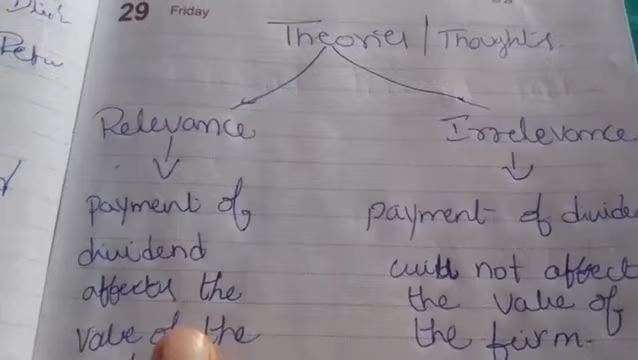 29 Friday
Theories / Thoughts.
Relevance
Irrelevance
payment of
dividend
affects the
value of the
payment of divide
will not affect
the value of
the firm.